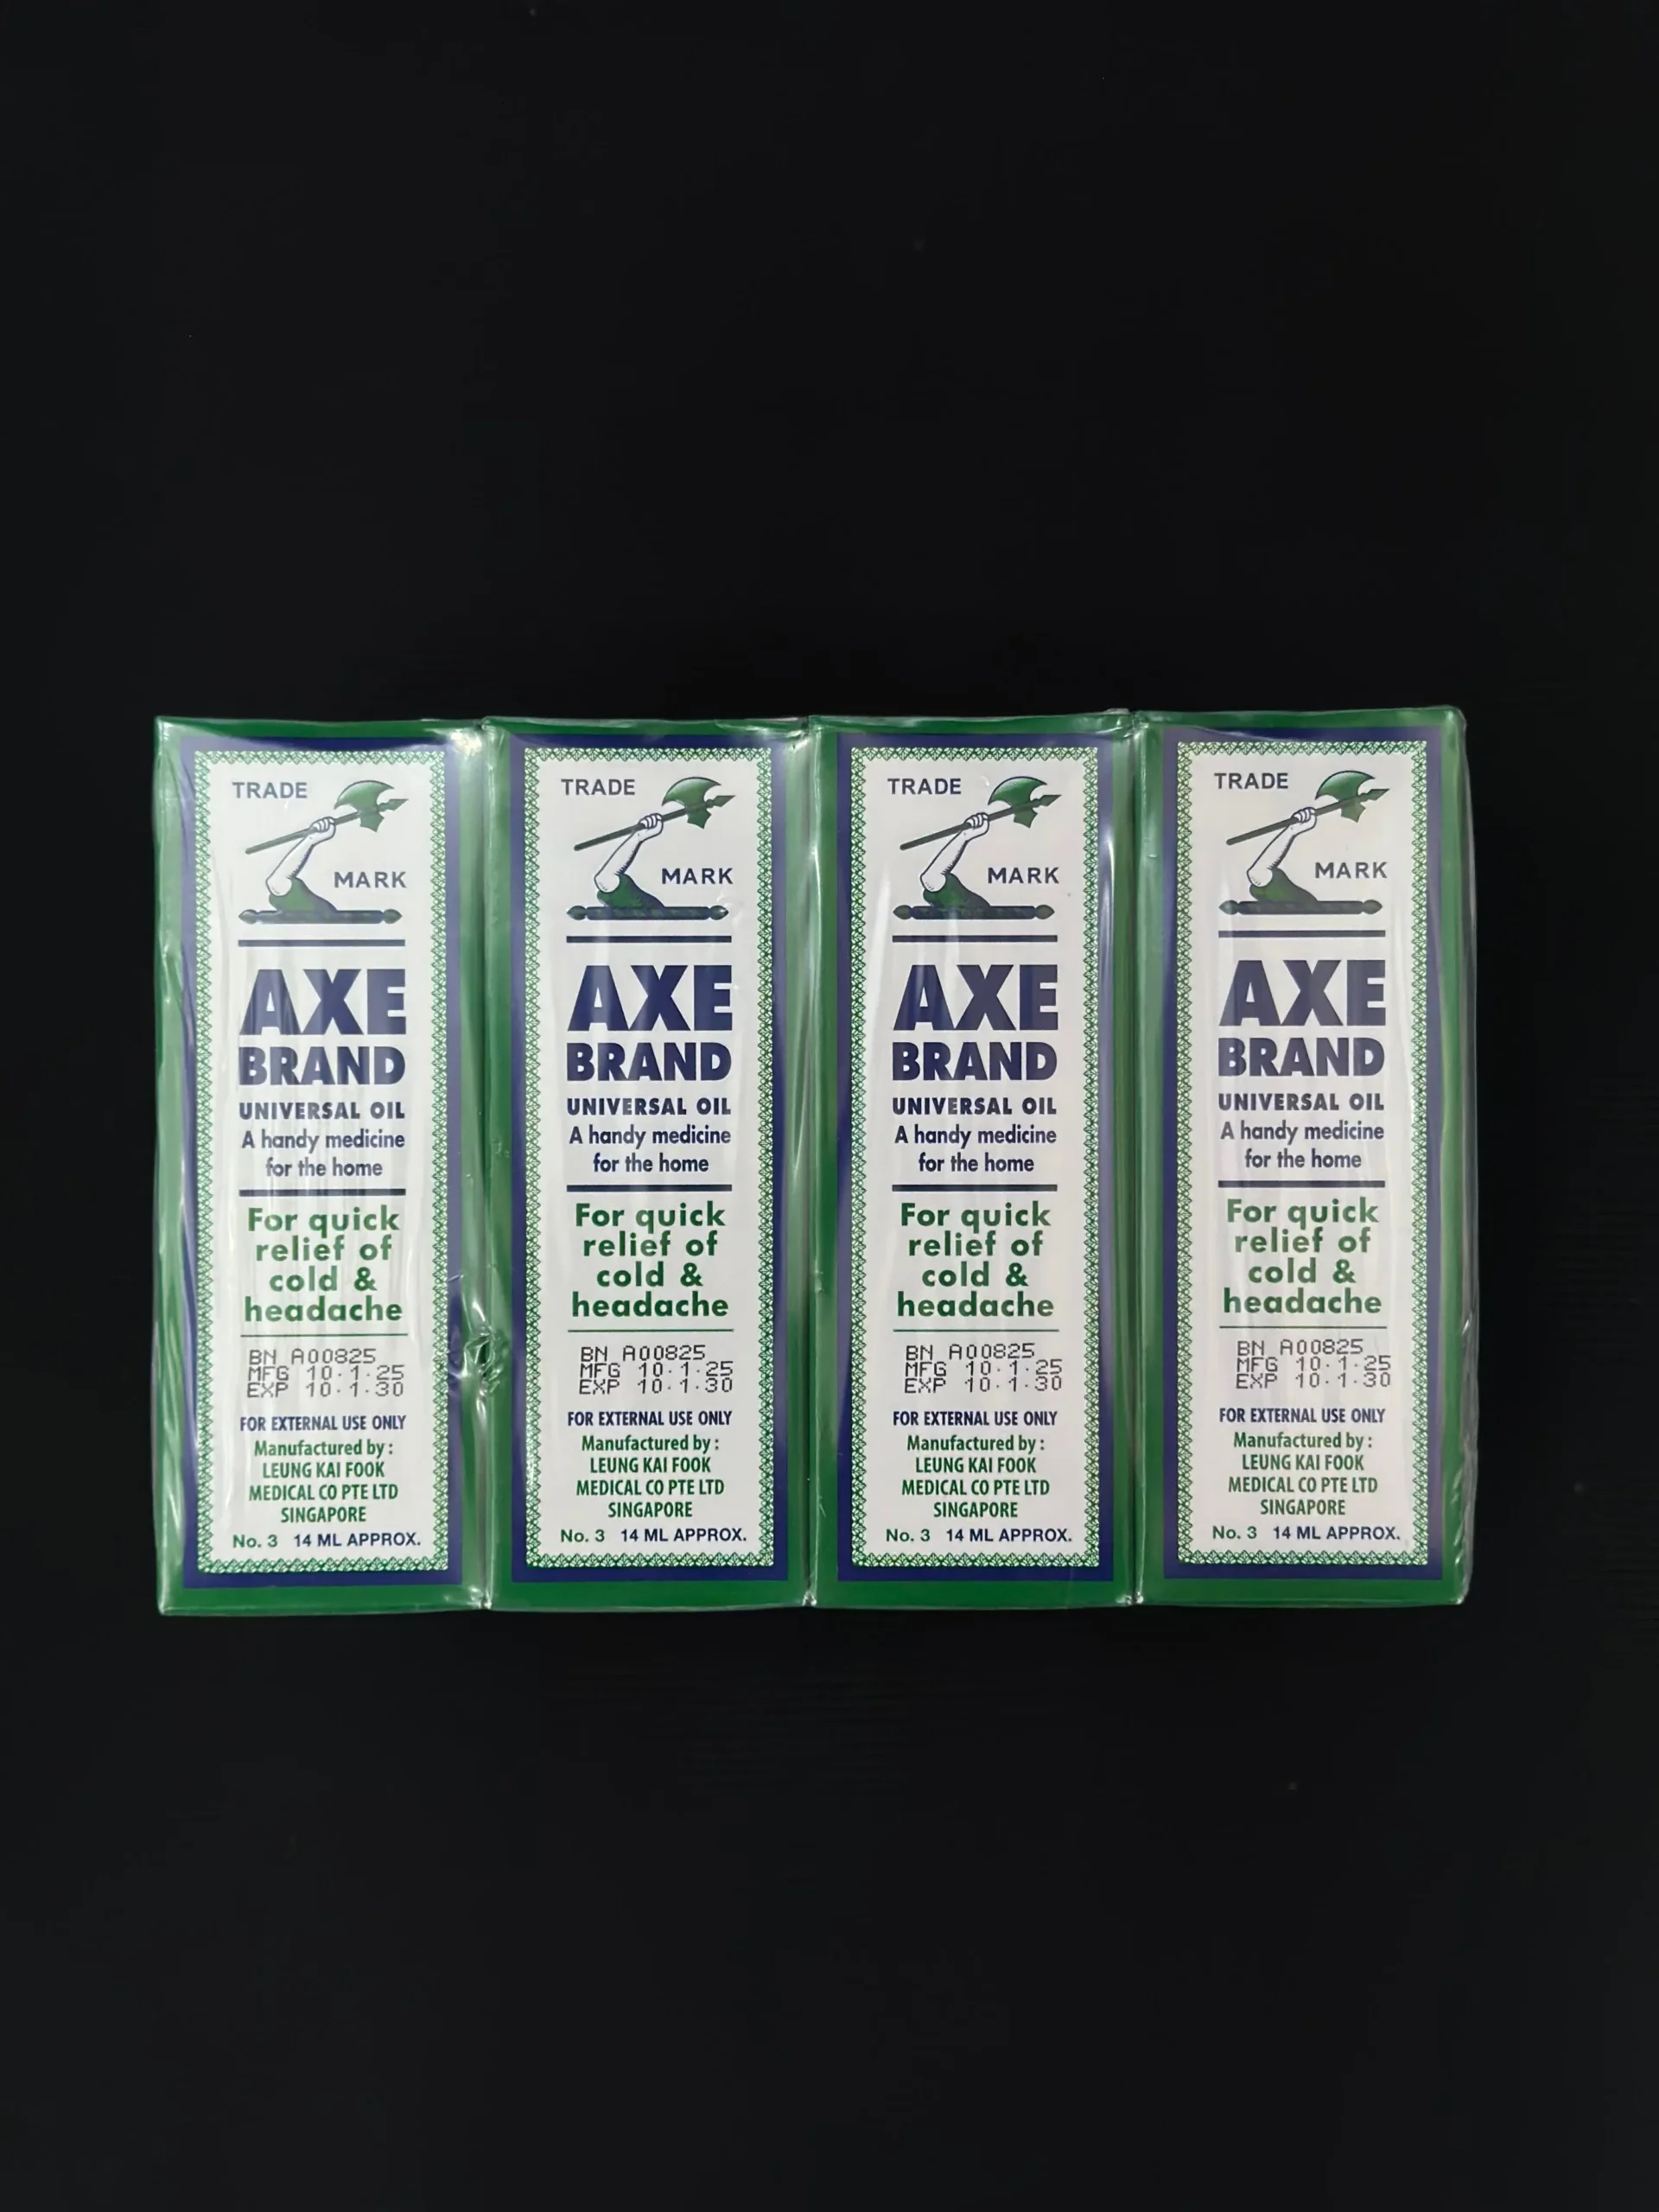 TRADE
MARK
AXE
BRAND
UNIVERSAL OIL
A handy medicine
for the home
For quick
relief of
cold &
headache
BN A00825
MFG 10·1·25
EXP 10·1·30
FOR EXTERNAL USE ONLY
Manufactured by :
LEUNG KAI FOOK
MEDICAL CO PTE LTD
SINGAPORE
No. 3 14 ML APPROX.
TRADE
MARK
AXE
BRAND
UNIVERSAL OIL
A handy medicine
for the home
For quick
relief of
cold &
headache
BN A00825
MFG 10·1·25
EXP 10·1·30
FOR EXTERNAL USE ONLY
Manufactured by :
LEUNG KAI FOOK
MEDICAL CO PTE LTD
SINGAPORE
No. 3 14 ML APPROX.
TRADE
MARK
AXE
BRAND
UNIVERSAL OIL
A handy medicine
for the home
For quick
relief of
cold &
headache
BN A00825
MFG 10·1·25
EXP 10·1·30
FOR EXTERNAL USE ONLY
Manufactured by :
LEUNG KAI FOOK
MEDICAL CO PTE LTD
SINGAPORE
No. 3 14 ML APPROX.
TRADE
MARK
AXE
BRAND
UNIVERSAL OIL
A handy medicine
for the home
For quick
relief of
cold &
headache
BN A00825
MFG 10·1·25
EXP 10·1·30
FOR EXTERNAL USE ONLY
Manufactured by :
LEUNG KAI FOOK
MEDICAL CO PTE LTD
SINGAPORE
No. 3 14 ML APPROX.